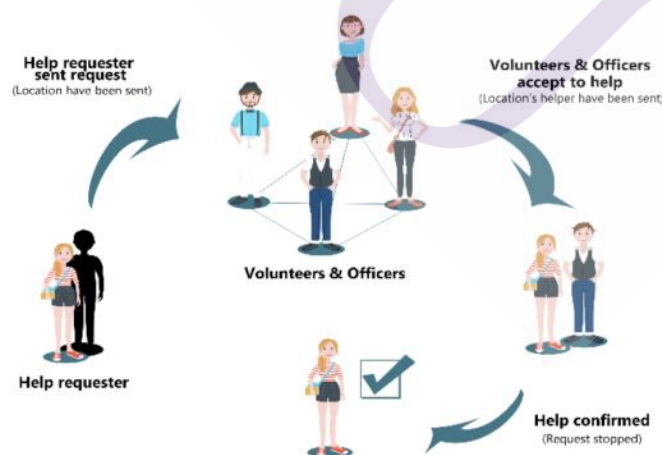 Help requester
sent request
(Location have been sent)
Volunteers & Officers
accept to help
(Location's helper have been sent)
Volunteers & Officers
Help requester
Help confirmed
(Request stopped)